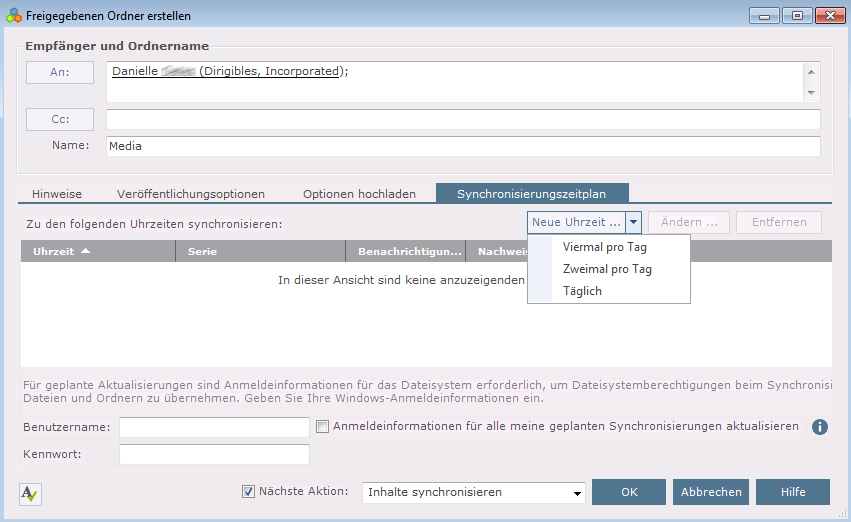 Freigegebenen Ordner erstellen
Empfänger und Ordnername
An:
Danielle (Dirigibles, Incorporated);
Cc:
Name:
Media
Hinweise Veröffentlichungsoptionen Optionen hochladen Synchronisierungszeitplan
Zu den folgenden Uhrzeiten synchronisieren:
Neue Uhrzeit ... Ändern ... Entfernen
Uhrzeit Serie Benachrichtigun... Nachweis
Viermal pro Tag
Zweimal pro Tag
Täglich
In dieser Ansicht sind keine anzuzeigenden
Für geplante Aktualisierungen sind Anmeldeinformationen für das Dateisystem erforderlich, um Dateisystemberechtigungen beim Synchronisi
Dateien und Ordnern zu übernehmen. Geben Sie Ihre Windows-Anmeldeinformationen ein.
Benutzername:
Anmeldeinformationen für alle meine geplanten Synchronisierungen aktualisieren
Kennwort:
Nächste Aktion: Inhalte synchronisieren
OK Abbrechen Hilfe